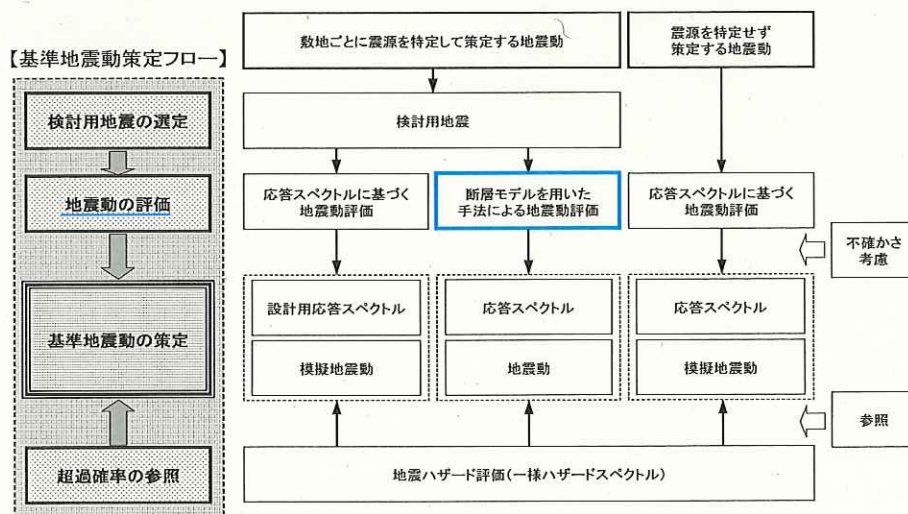 【基準地震動策定フロー】
検討用地震の選定
地震動の評価
基準地震動の策定
超過確率の参照
敷地ごとに震源を特定して策定する地震動
震源を特定せず
策定する地震動
検討用地震
応答スペクトルに基づく
地震動評価
断層モデルを用いた
手法による地震動評価
応答スペクトルに基づく
地震動評価
不確かさ
考慮
設計用応答スペクトル
応答スペクトル
応答スペクトル
模擬地震動
地震動
模擬地震動
参照
地震ハザード評価(一様ハザードスペクトル)